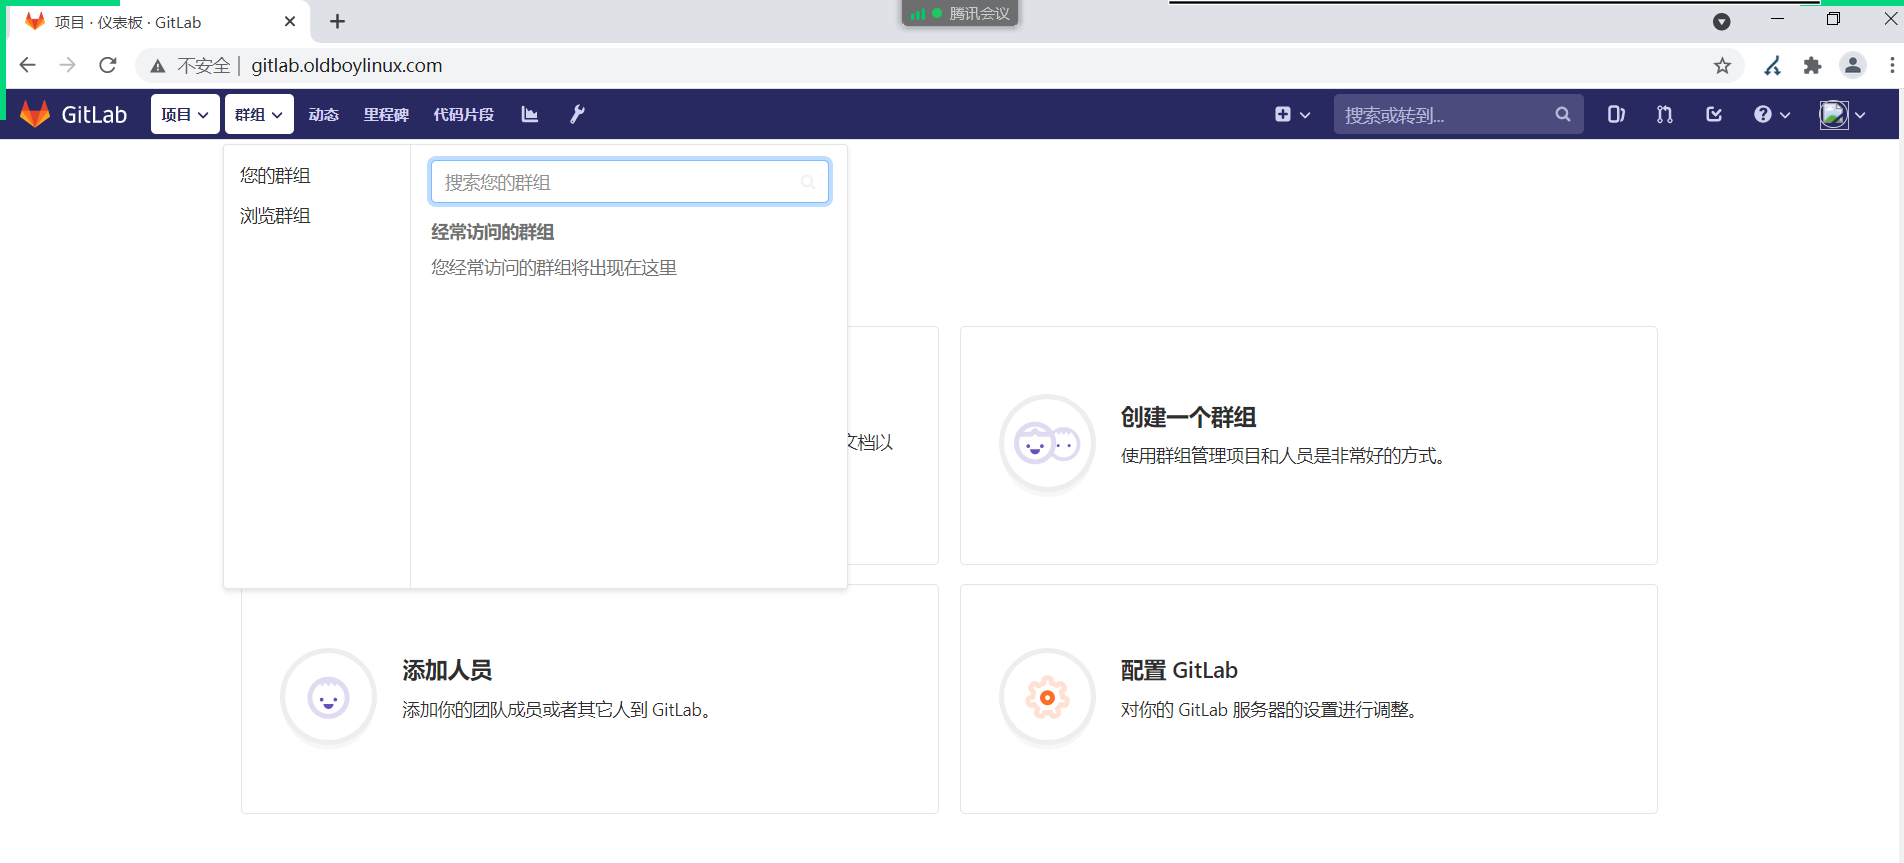 项目 · 仪表板 · GitLab
腾讯会议
不安全 | gitlab.oldboylinux.com
GitLab 项目 群组 动态 里程碑 代码片段 搜索或转到...
您的群组
浏览群组
搜索您的群组
经常访问的群组
您经常访问的群组将出现在这里
文档以
创建一个群组
使用群组管理项目和人员是非常好的方式。
添加人员
添加你的团队成员或者其它人到 GitLab。
配置 GitLab
对你的 GitLab 服务器的设置进行调整。